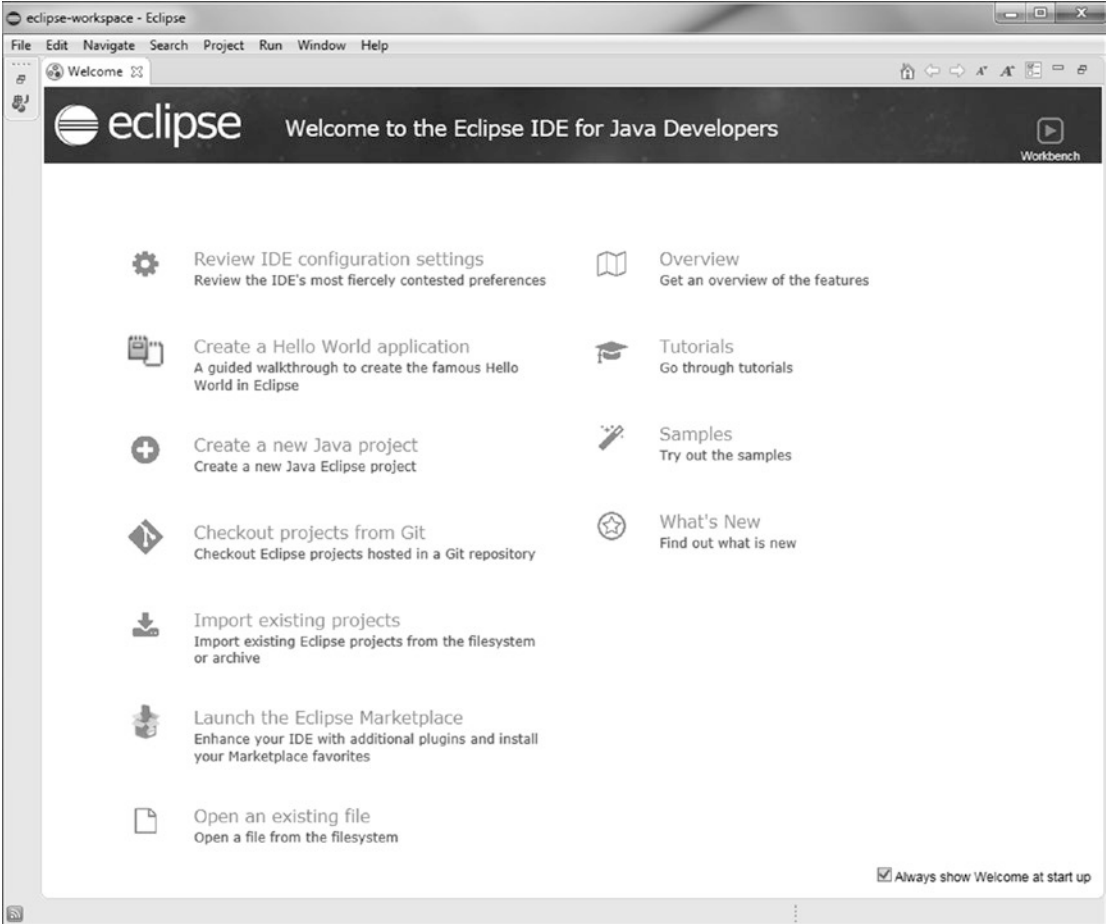 eclipse-workspace - Eclipse
File Edit Navigate Search Project Run Window Help
Welcome
eclipse Welcome to the Eclipse IDE for Java Developers
Workbench
Review IDE configuration settings
Review the IDE's most fiercely contested preferences
Create a Hello World application
A guided walkthrough to create the famous Hello
World in Eclipse
Create a new Java project
Create a new Java Eclipse project
Checkout projects from Git
Checkout Eclipse projects hosted in a Git repository
Import existing projects
Import existing Eclipse projects from the filesystem
or archive
Launch the Eclipse Marketplace
Enhance your IDE with additional plugins and install
your Marketplace favorites
Open an existing file
Open a file from the filesystem
Overview
Get an overview of the features
Tutorials
Go through tutorials
Samples
Try out the samples
What's New
Find out what is new
Always show Welcome at start up